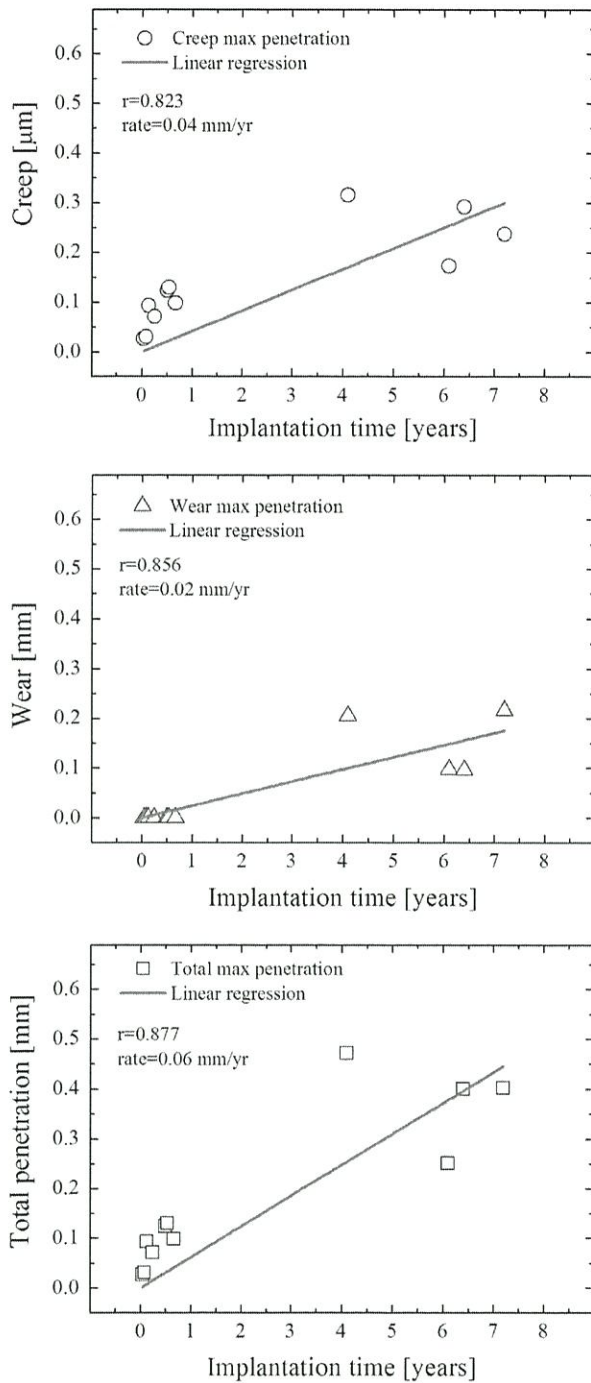 Creep max penetration
Linear regression
r=0.823
rate=0.04 mm/yr
0.6
0.5
0.4
0.3
0.2
0.1
0.0
Creep [μm]
0 1 2 3 4 5 6 7 8
Implantation time [years]
Wear max penetration
Linear regression
r=0.856
rate=0.02 mm/yr
0.6
0.5
0.4
0.3
0.2
0.1
0.0
Wear [mm]
0 1 2 3 4 5 6 7 8
Implantation time [years]
Total max penetration
Linear regression
r=0.877
rate=0.06 mm/yr
0.6
0.5
0.4
0.3
0.2
0.1
0.0
Total penetration [mm]
0 1 2 3 4 5 6 7 8
Implantation time [years]